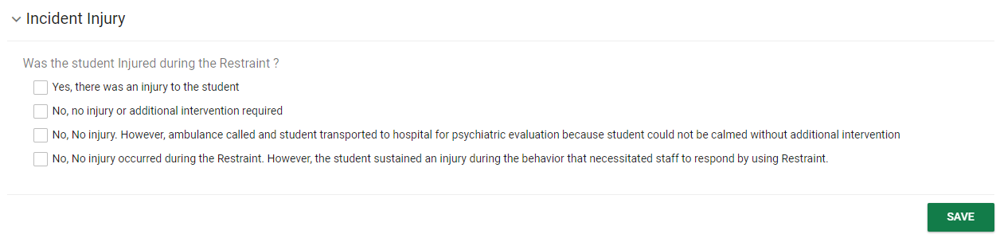 Incident Injury
Was the student Injured during the Restraint ?
Yes, there was an injury to the student
No, no injury or additional intervention required
No, No injury. However, ambulance called and student transported to hospital for psychiatric evaluation because student could not be calmed without additional intervention
No, No injury occurred during the Restraint. However, the student sustained an injury during the behavior that necessitated staff to respond by using Restraint.
SAVE